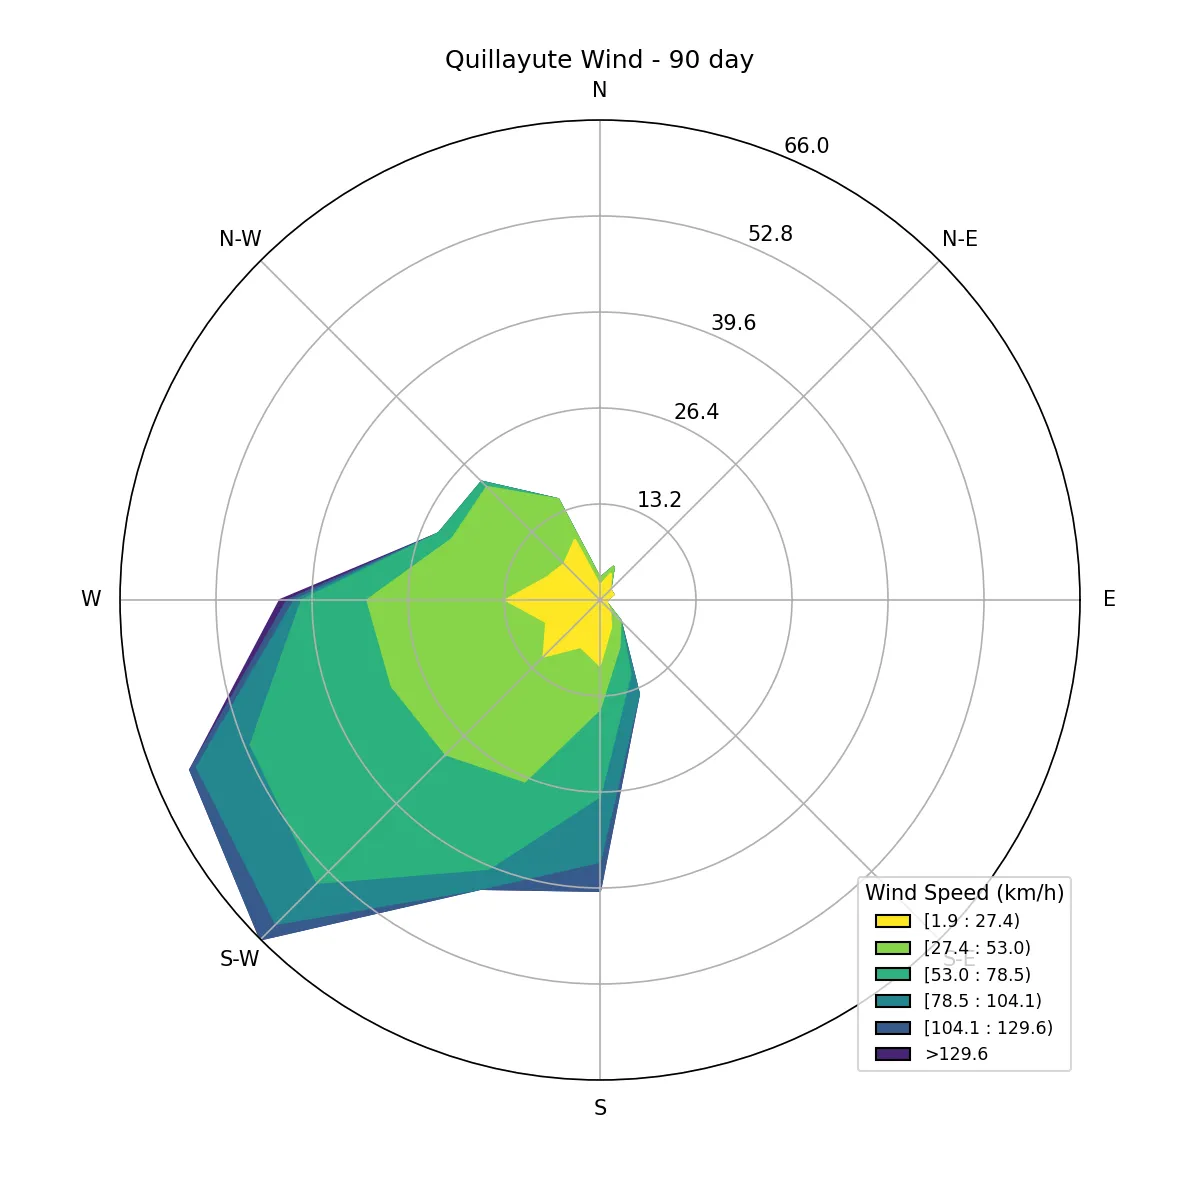 Quillayute Wind - 90 day
N
66.0
52.8
N-W
N-E
39.6
26.4
13.2
W
E
Wind Speed (km/h)
[1.9 : 27.4)
[27.4 : 53.0)
S-W
S-E
[53.0 : 78.5)
[78.5 : 104.1)
[104.1 : 129.6)
>129.6
S